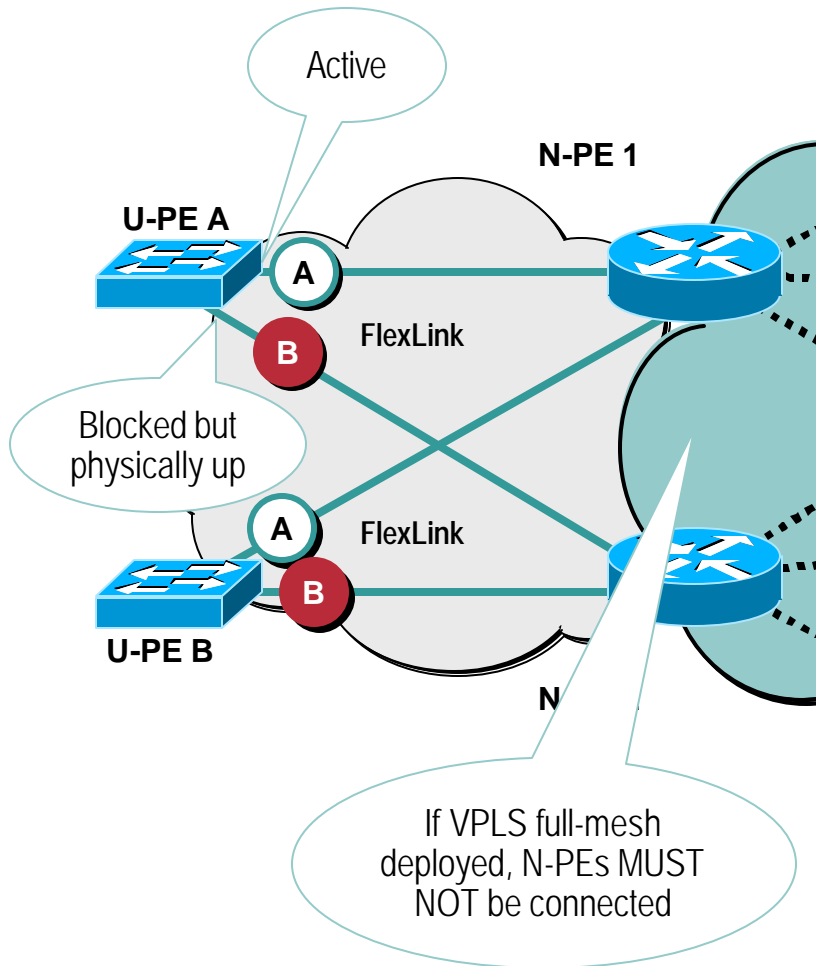 Active
N-PE 1
U-PE A
A
FlexLink
B
Blocked but
physically up
A
FlexLink
B
U-PE B
If VPLS full-mesh
deployed, N-PEs MUST
NOT be connected